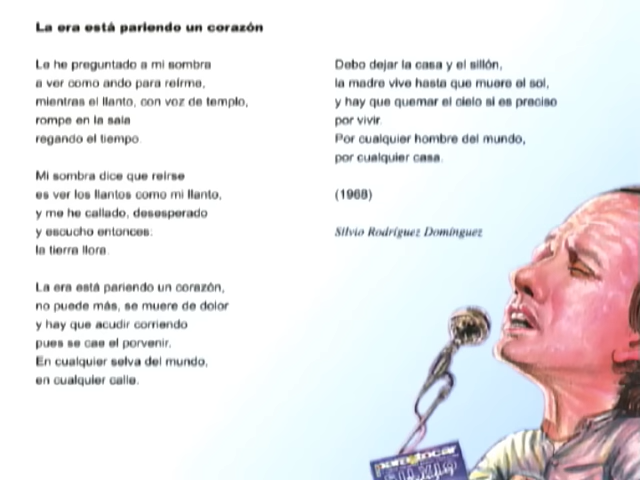 La era está pariendo un corazón
Le he preguntado a mi sombra
a ver como ando para reírme,
mientras el llanto, con voz de templo,
rompe en la sala
regando el tiempo.
Mi sombra dice que reírse
es ver los llantos como mi llanto,
y me he callado, desesperado
y escucho entonces:
la tierra llora.
La era está pariendo un corazón,
no puede más, se muere de dolor
y hay que acudir corriendo
pues se cae el porvenir.
En cualquier selva del mundo,
en cualquier calle.
Debo dejar la casa y el sillón,
la madre vive hasta que muere el sol,
y hay que quemar el cielo si es preciso
por vivir.
Por cualquier hombre del mundo,
por cualquier casa.
(1968)
Silvio Rodríguez Domínguez